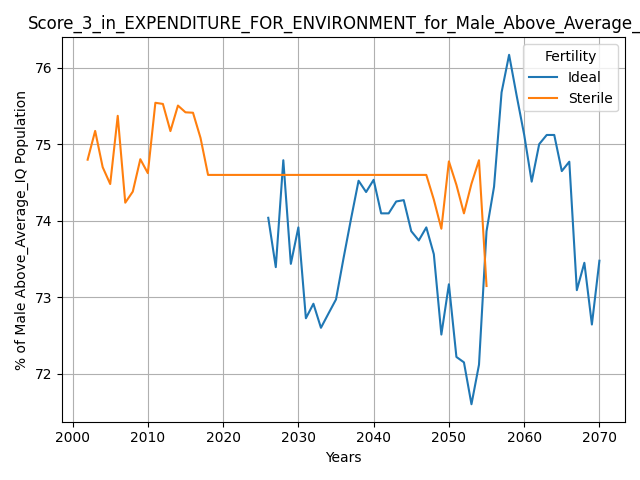 Score_3_in_EXPENDITURE_FOR_ENVIRONMENT_for_Male_Above_Average_
Fertility
Ideal
Sterile
% of Male Above_Average_IQ Population
76
75
74
73
72
2000 2010 2020 2030 2040 2050 2060 2070
Years